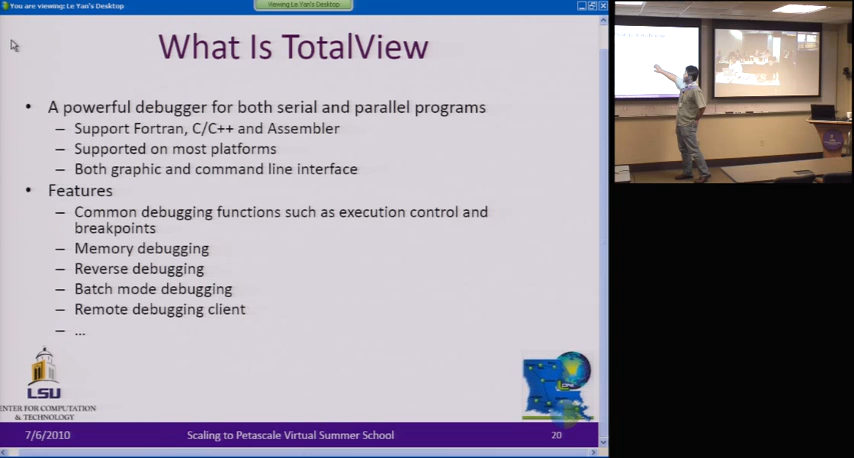 You are viewing: Le Yan's Desktop
Viewing Le Yan's Desktop
What Is TotalView
• A powerful debugger for both serial and parallel programs
– Support Fortran, C/C++ and Assembler
– Supported on most platforms
– Both graphic and command line interface
• Features
– Common debugging functions such as execution control and
breakpoints
– Memory debugging
– Reverse debugging
– Batch mode debugging
– Remote debugging client
– ...
LSU
ENTER FOR COMPUTATION
& TECHNOLOGY
7/6/2010
Scaling to Petascale Virtual Summer School
20